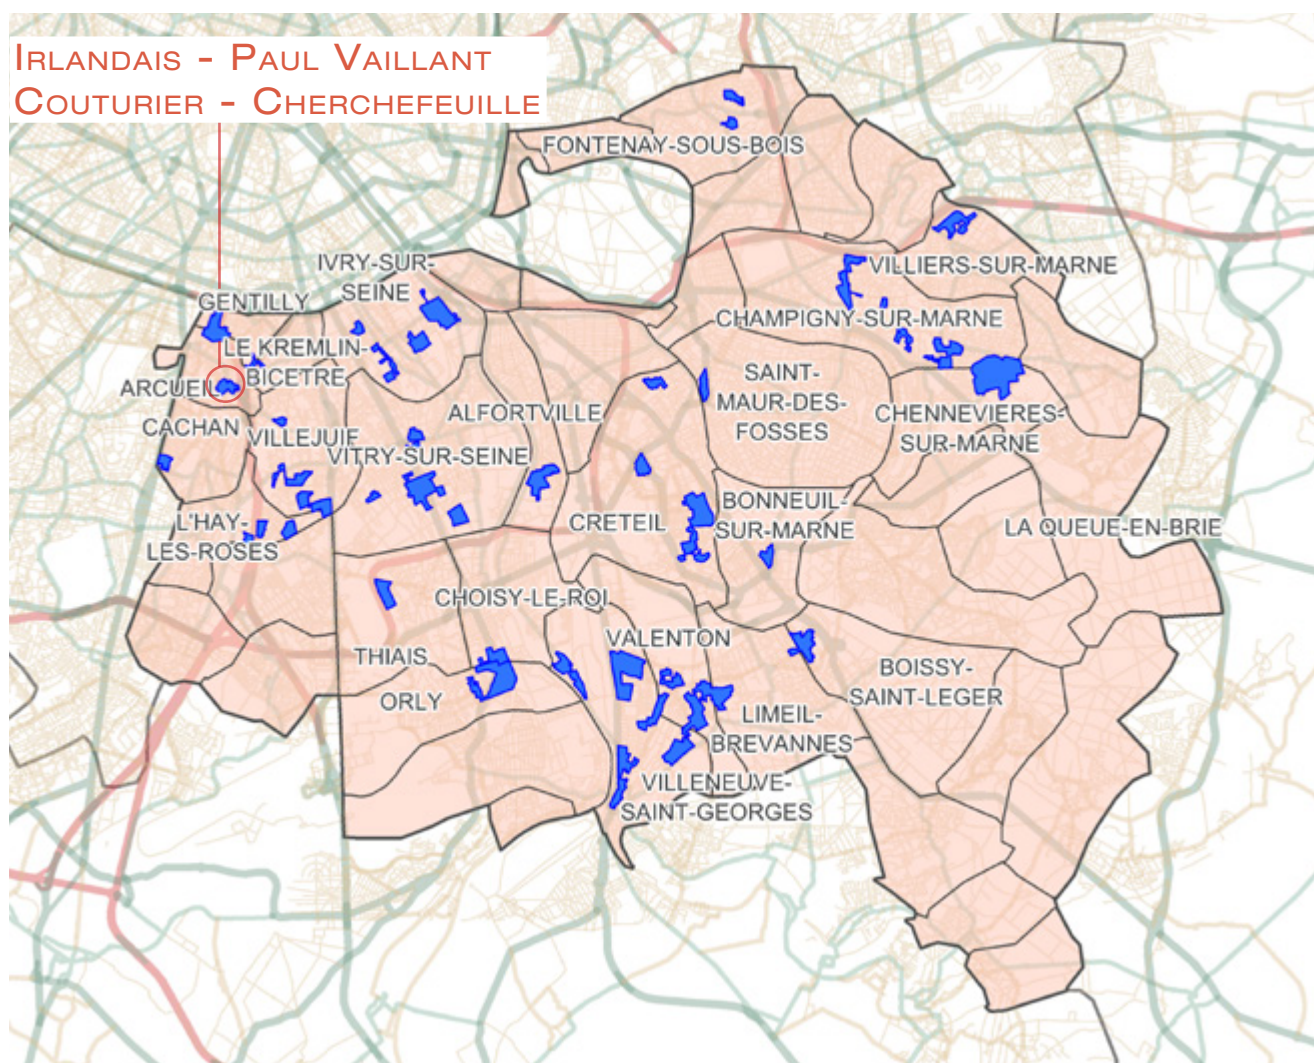 IRLANDAIS - PAUL VAILLANT
COUTURIER - CHERCHEFEUILLE
FONTENAY-SOUS-BOIS
IVRY-SUR-
SEINE
VILLIERS-SUR-MARNE
GENTILLY
CHAMPIGNY-SUR-MARNE
LE KREMLIN-
BICETRE
ARCUEIL
SAINT-
MAUR-DES-
FOSSES
CACHAN
VILLEJUIF
ALFORTVILLE
CHENNEVIERES-
SUR-MARNE
VITRY-SUR-SEINE
L'HAY-
LES-ROSES
CRETEIL
BONNEUIL-
SUR-MARNE
LA QUEUE-EN-BRIE
CHOISY-LE-ROI
VALENTON
THIAIS
BOISSY-
SAINT-LEGER
ORLY
LIMEIL-
BREVANNES
VILLENEUVE-
SAINT-GEORGES